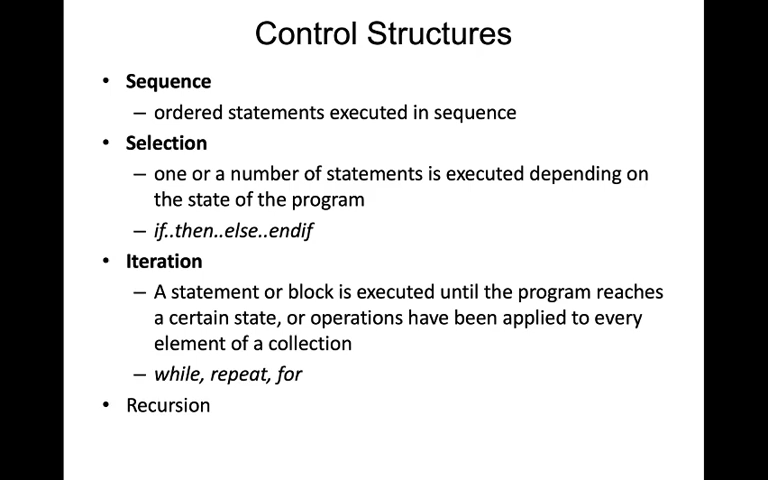 Control Structures
• Sequence
– ordered statements executed in sequence
• Selection
– one or a number of statements is executed depending on
the state of the program
– if..then..else..endif
• Iteration
– A statement or block is executed until the program reaches
a certain state, or operations have been applied to every
element of a collection
– while, repeat, for
• Recursion